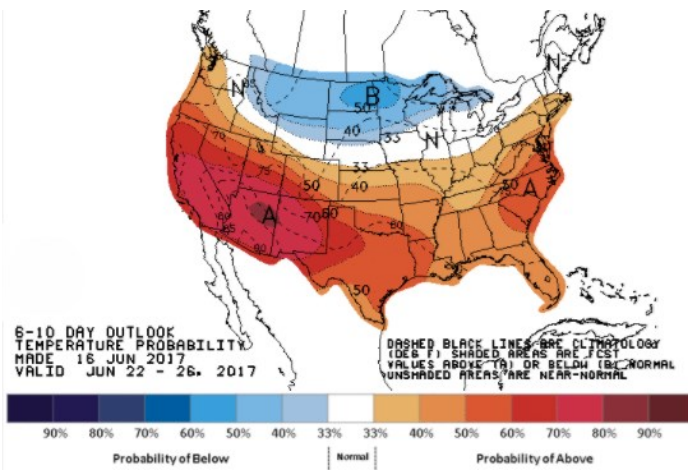 N
B
50
N
40
33
N
33
70
75
50
40
50
A
A
70
60
80
80
85
90
50
6-10 DAY OUTLOOK
TEMPERATURE PROBABILITY
MADE 16 JUN 2017
VALID JUN 22 - 26, 2017
DASHED BLACK LINES ARE CLIMATOLOGY
(DEG F) SHADED AREAS ARE FCST
VALUES ABOVE (A) OR BELOW (B) NORMAL
UNSHADED AREAS ARE NEAR-NORMAL
90% 80% 70% 60% 50% 40% 33% 33% 40% 50% 60% 70% 80% 90%
Probability of Below Normal Probability of Above